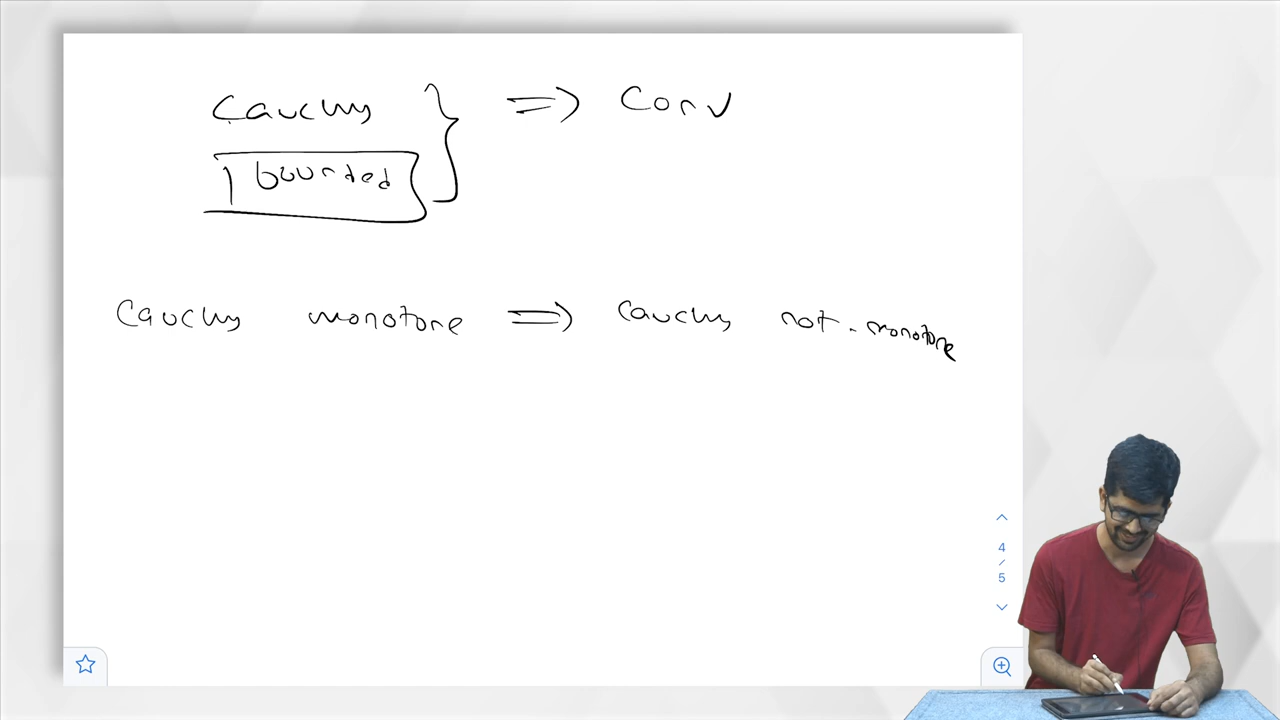 Cauchy } => Conv
bounded
Cauchy monotone => Cauchy not-monotone
4
/
5